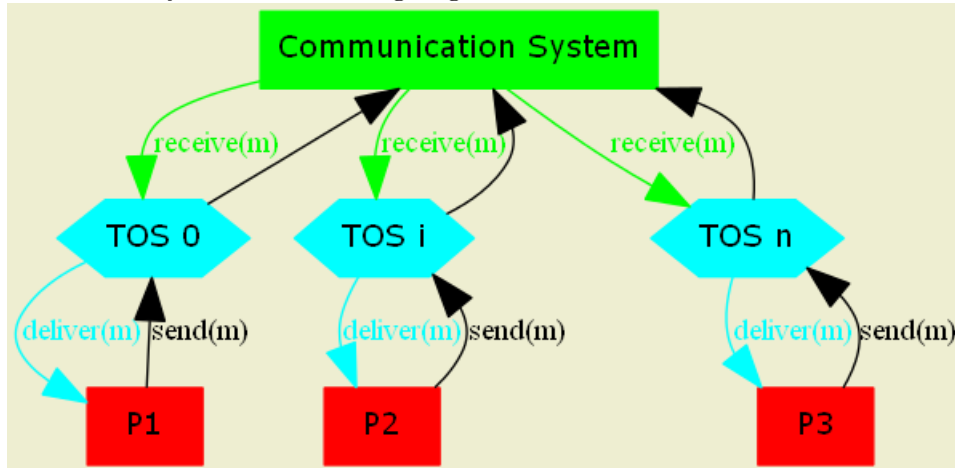 Communication System
receive(m)
receive(m)
receive(m)
TOS 0
TOS i
TOS n
deliver(m)
send(m)
deliver(m)
send(m)
deliver(m)
send(m)
P1
P2
P3